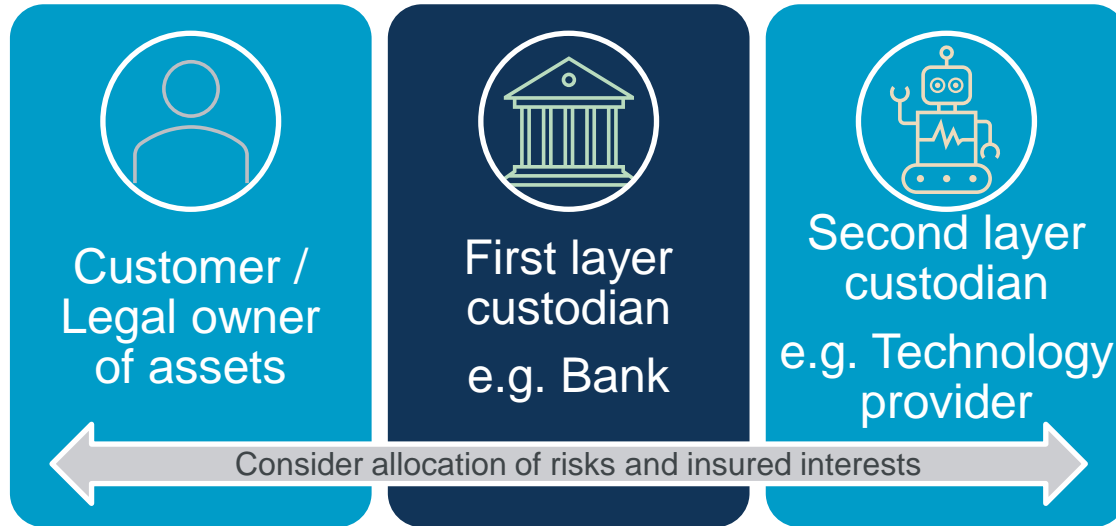 Customer /
Legal owner
of assets
First layer
custodian
e.g. Bank
Second layer
custodian
e.g. Technology
provider
Consider allocation of risks and insured interests